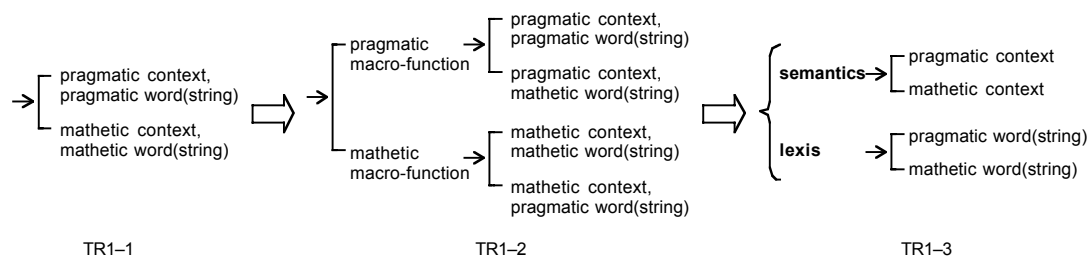 pragmatic context,
pragmatic word(string)
mathetic context,
mathetic word(string)
TR1–1
pragmatic
macro-function
pragmatic context,
pragmatic word(string)
pragmatic context,
mathetic word(string)
mathetic
macro-function
mathetic context,
mathetic word(string)
mathetic context,
pragmatic word(string)
TR1–2
semantics
pragmatic context
mathetic context
lexis
pragmatic word(string)
mathetic word(string)
TR1–3